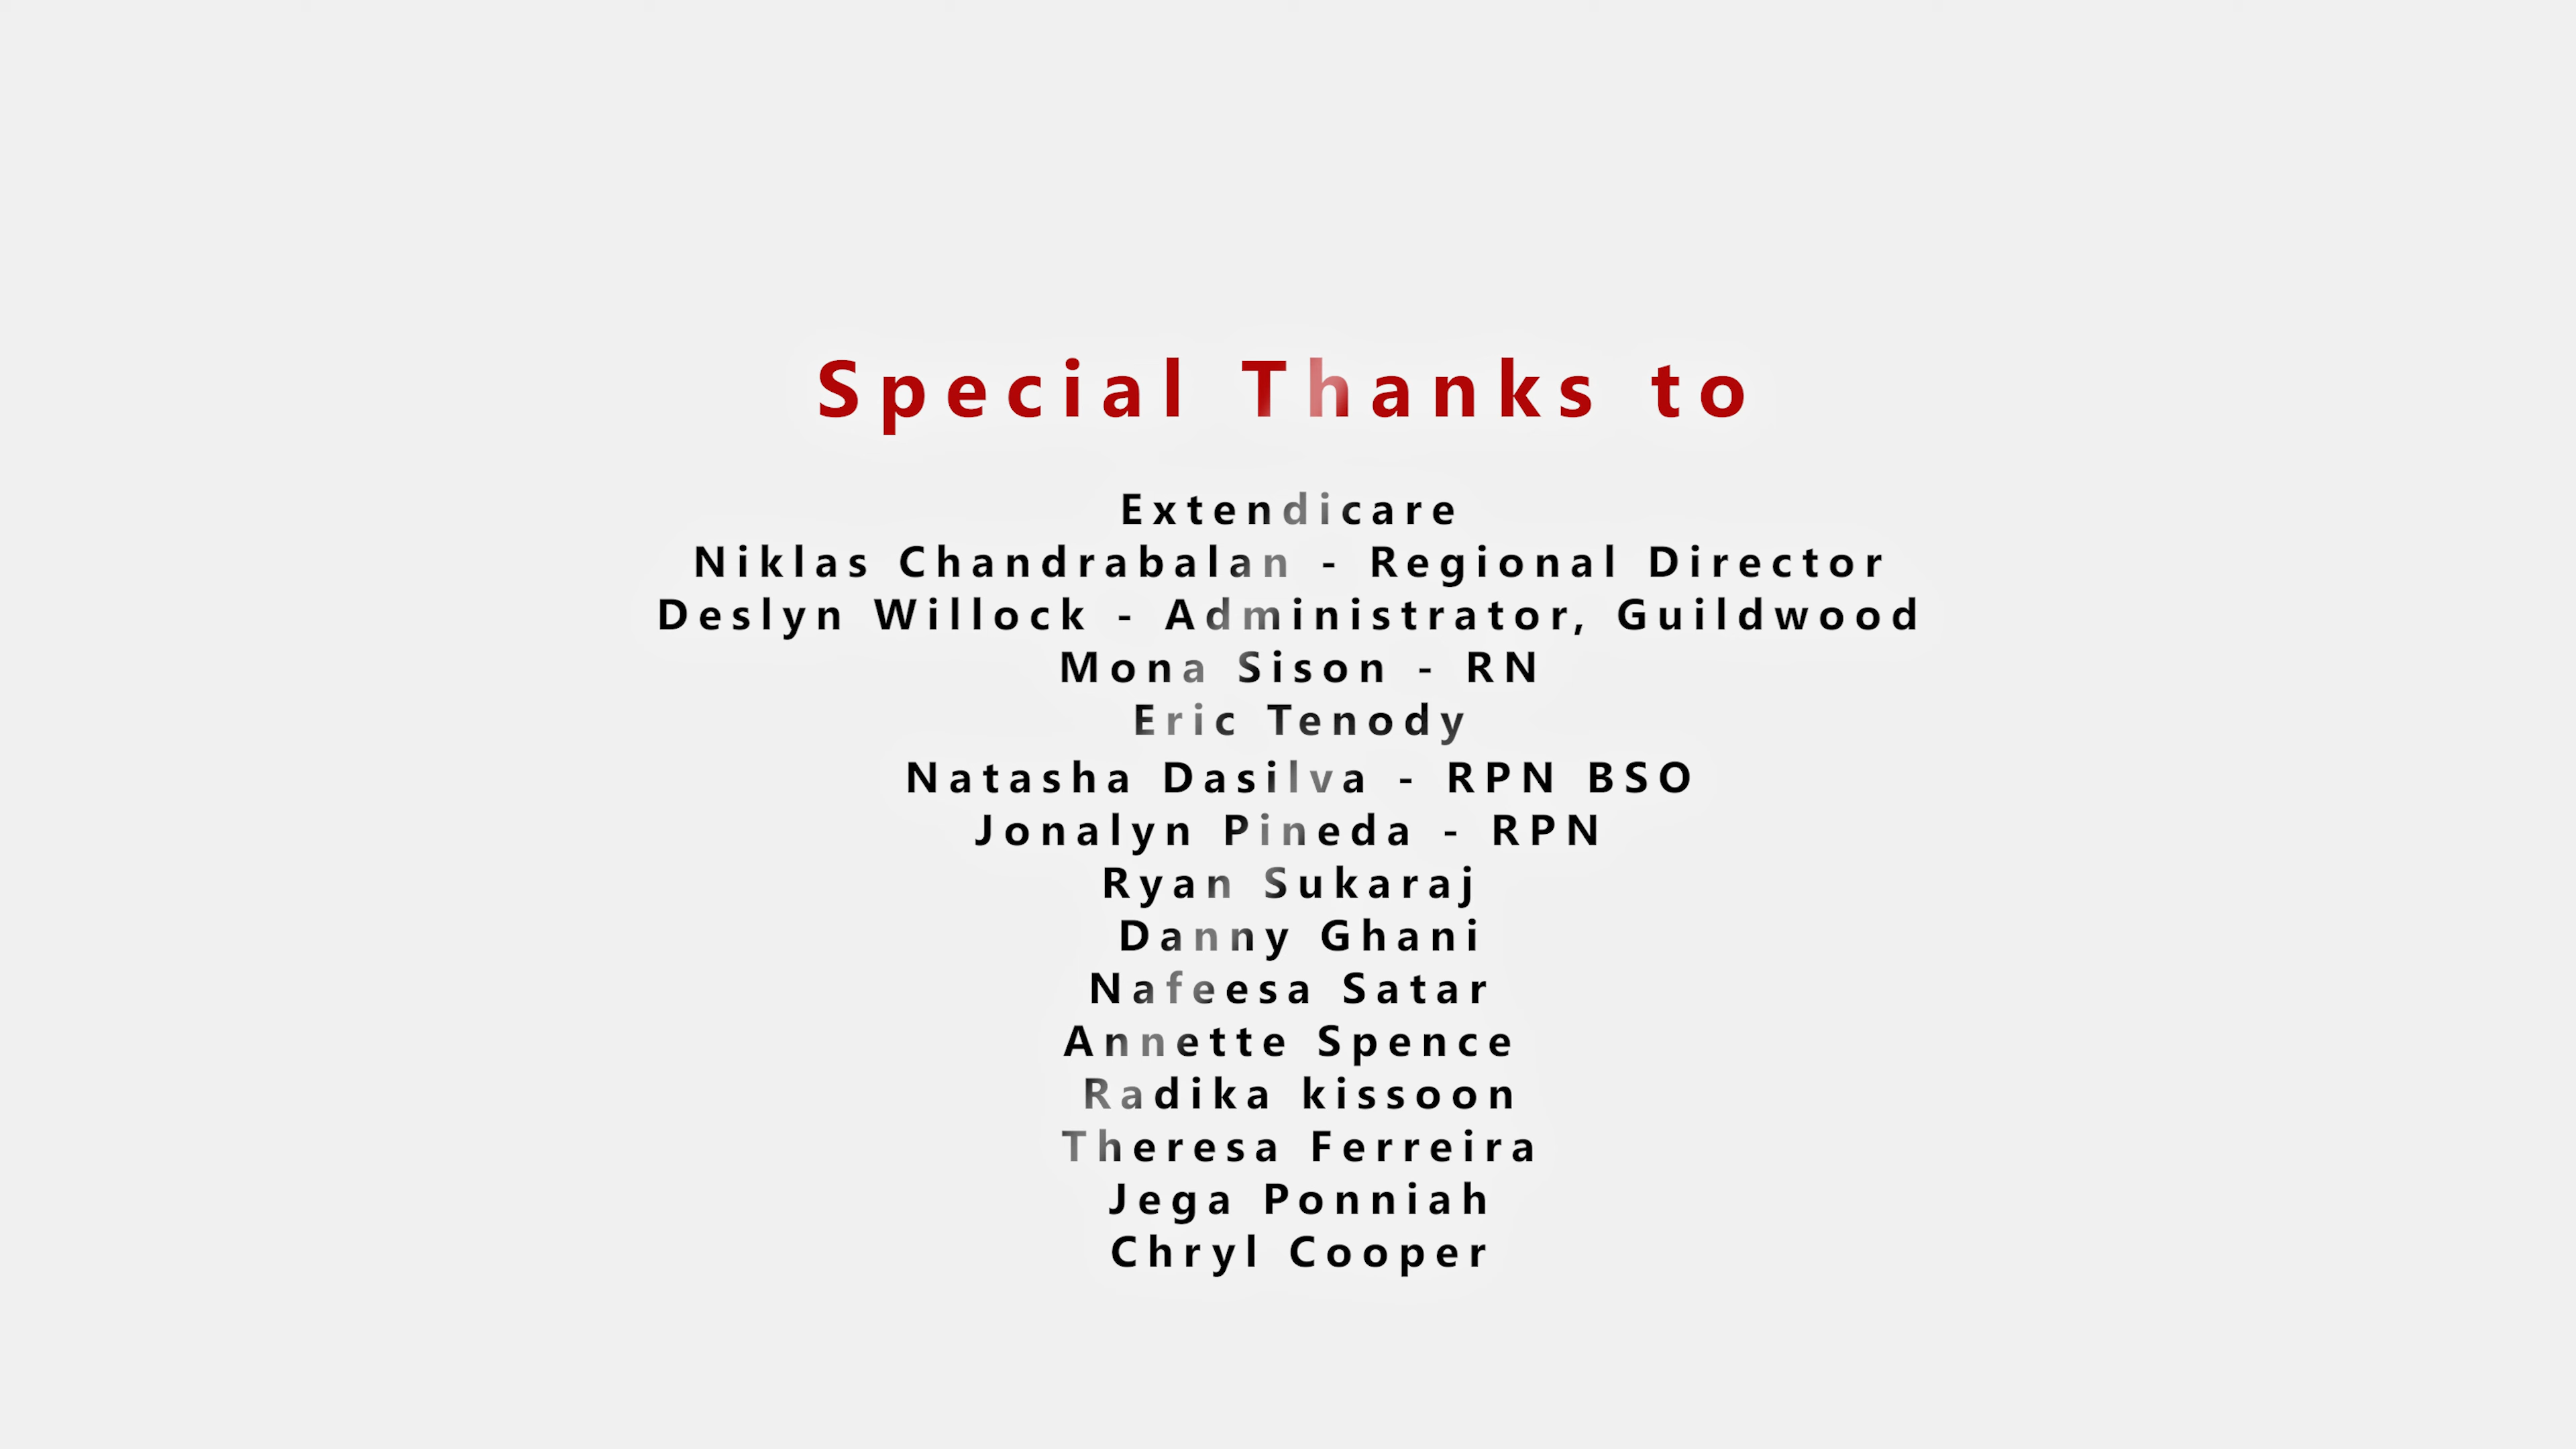 Special Thanks to
Extendicare
Niklas Chandrabalan - Regional Director
Deslyn Willock - Administrator, Guildwood
Mona Sison - RN
Eric Tenody
Natasha Dasilva - RPN BSO
Jonalyn Pineda - RPN
Ryan Sukaraj
Danny Ghani
Nafeesa Satar
Annette Spence
Radika kissoon
Theresa Ferreira
Jega Ponniah
Chryl Cooper